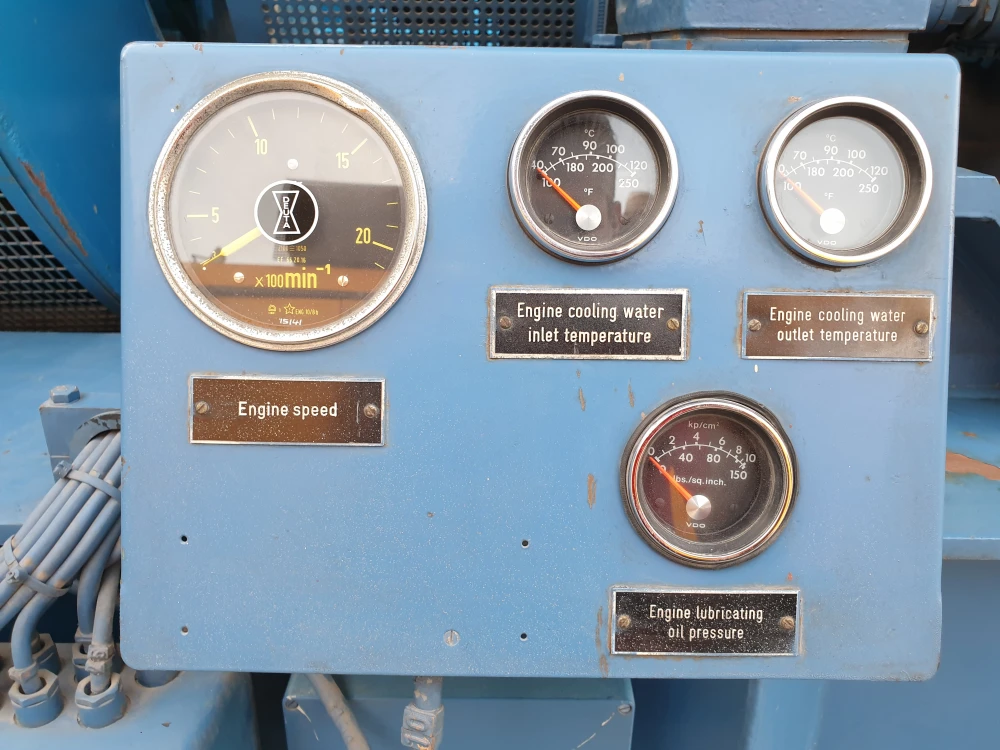 5
10
15
20
DEUTA
x100min⁻¹
15/41
Engine speed
°C
40 70 90 100 120
100 180 200 250
°F
VDO
Engine cooling water
inlet temperature
°C
70 90 100 120
100 180 200 250
°F
VDO
Engine cooling water
outlet temperature
kp/cm²
0 2 4 6 8 10
0 40 80 150
lbs./sq.inch.
VDO
Engine lubricating
oil pressure